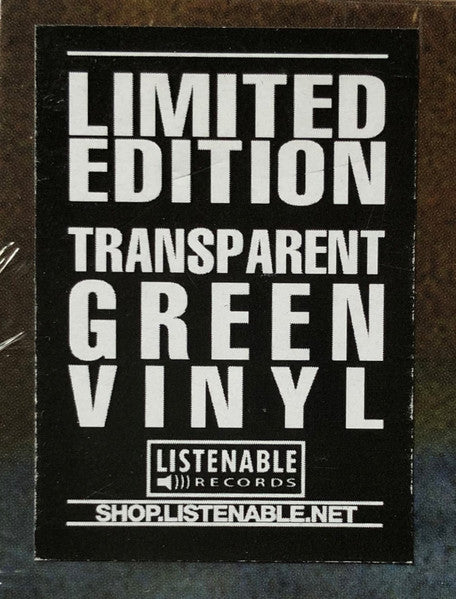 LIMITED
EDITION
TRANSPARENT
GREEN
VINYL
LISTENABLE
RECORDS
SHOP.LISTENABLE.NET